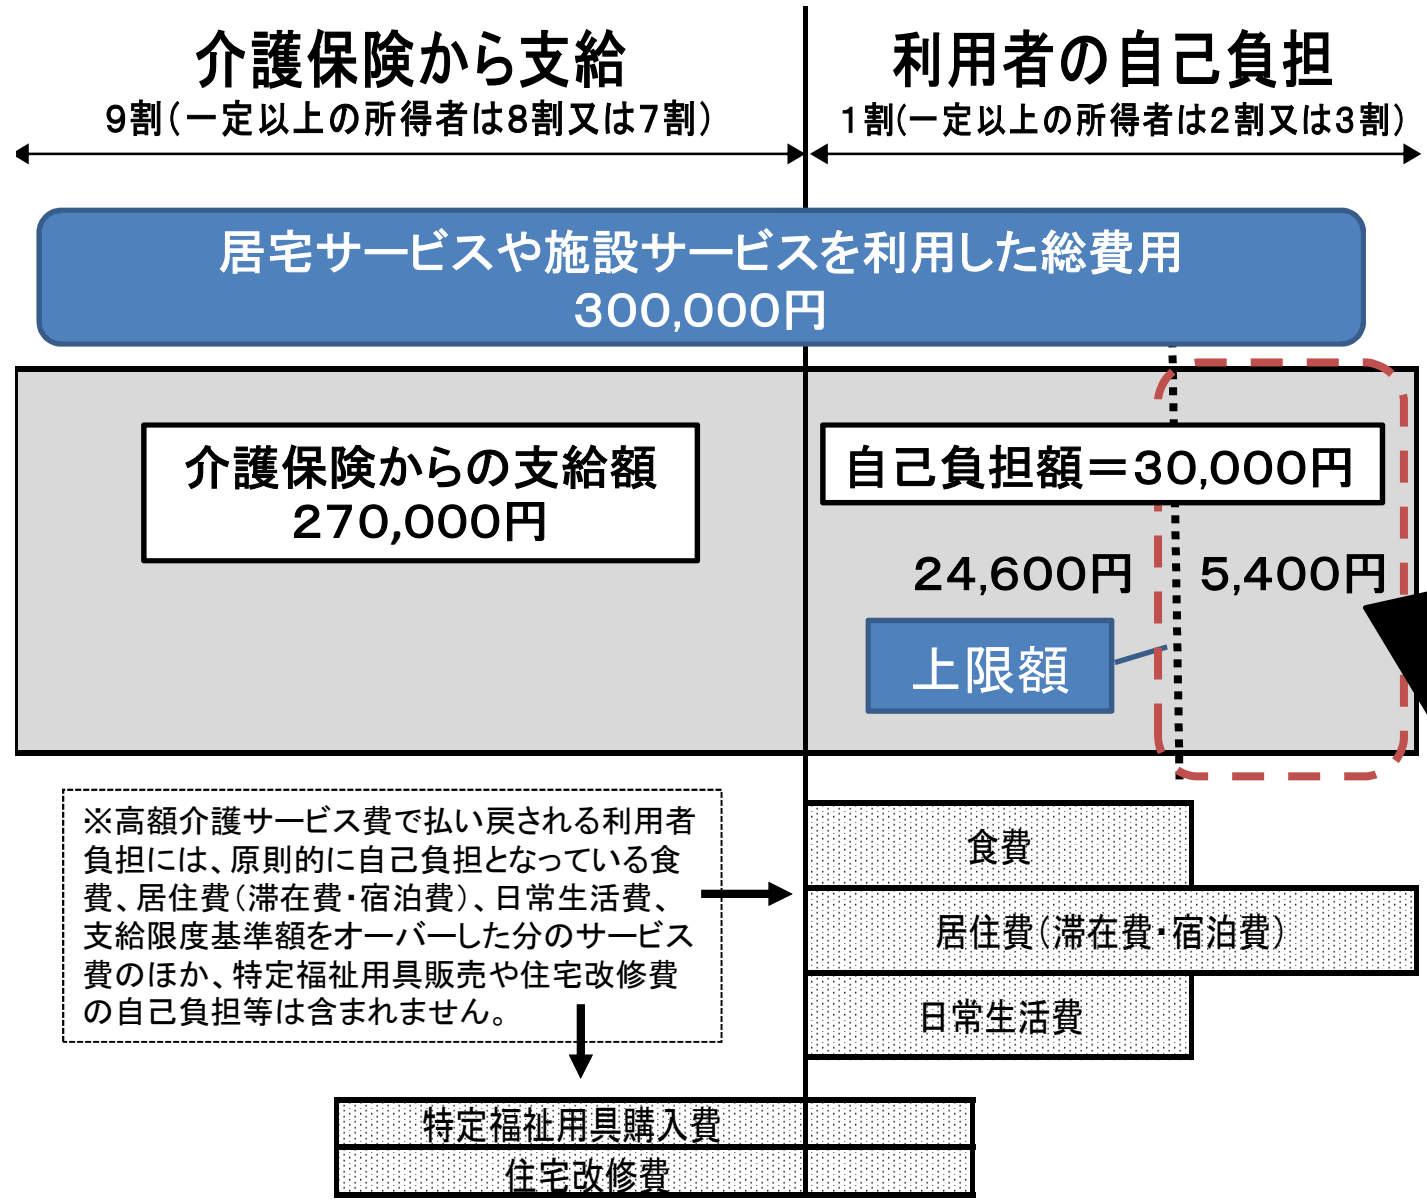 介護保険から支給
9割(一定以上の所得者は8割又は7割)
利用者の自己負担
1割(一定以上の所得者は2割又は3割)
居宅サービスや施設サービスを利用した総費用
300,000円
介護保険からの支給額
270,000円
自己負担額=30,000円
24,600円
5,400円
上限額
※高額介護サービス費で払い戻される利用者
負担には、原則的に自己負担となっている食
費、居住費(滞在費・宿泊費)、日常生活費、
支給限度基準額をオーバーした分のサービス
費のほか、特定福祉用具販売や住宅改修費
の自己負担等は含まれません。
食費
居住費(滞在費・宿泊費)
日常生活費
特定福祉用具購入費
住宅改修費